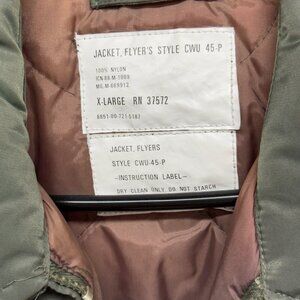 JACKET, FLYER'S STYLE CWU 45-P
100% NYLON
X-LARGE RN 37572
JACKET, FLYERS
STYLE CWU-45-P
-INSTRUCTION LABEL-
DRY CLEAN ONLY, DO NOT STARCH